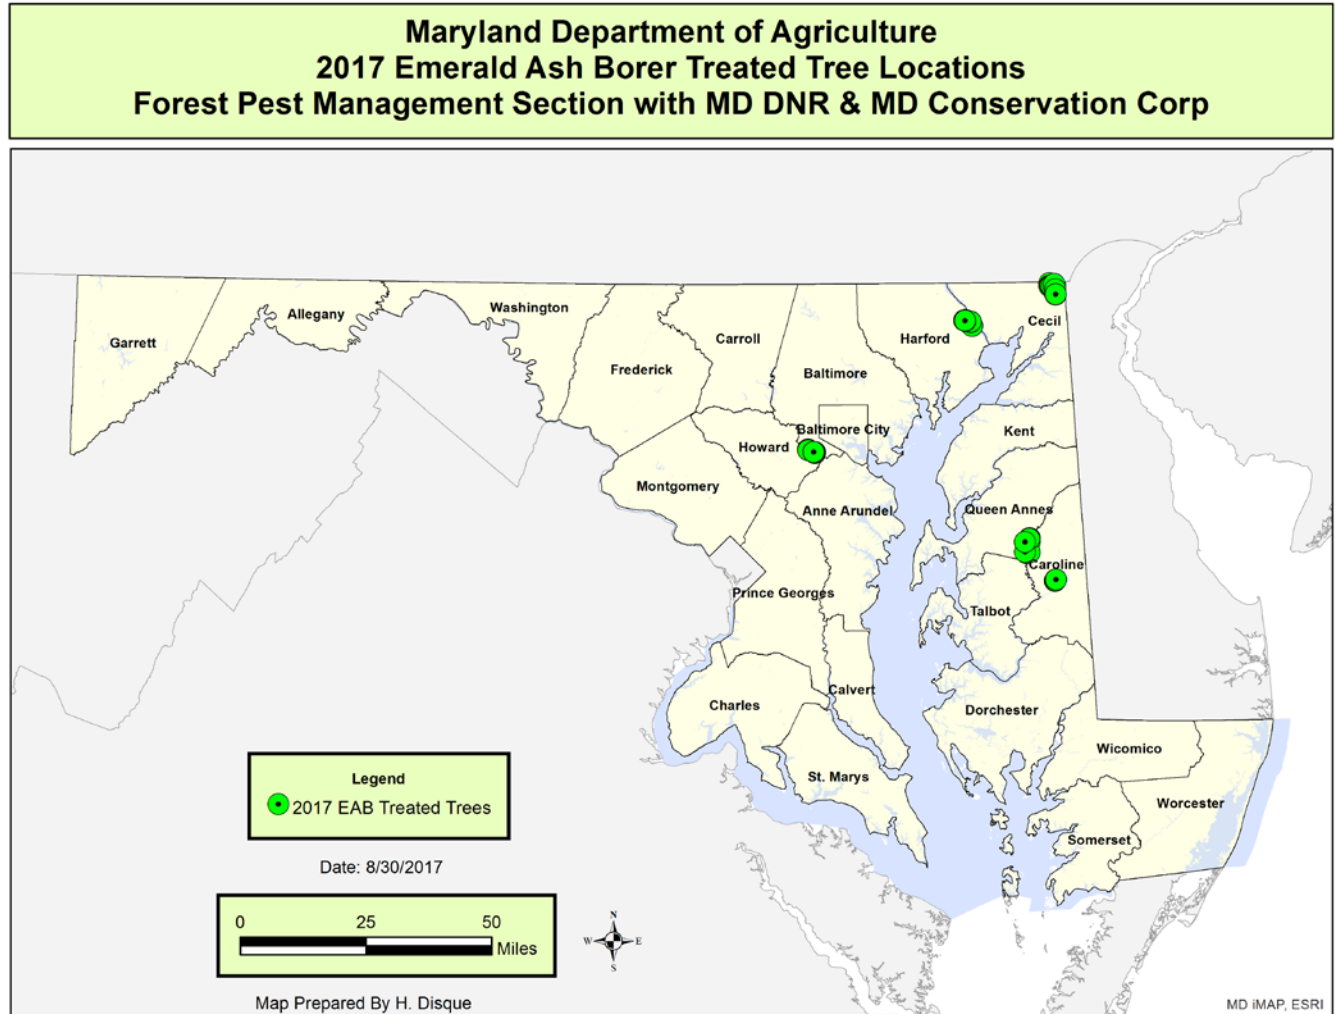 Maryland Department of Agriculture
2017 Emerald Ash Borer Treated Tree Locations
Forest Pest Management Section with MD DNR & MD Conservation Corp
Garrett
Allegany
Washington
Frederick
Carroll
Baltimore
Harford
Cecil
Baltimore City
Howard
Kent
Montgomery
Anne Arundel
Queen Annes
Caroline
Prince Georges
Talbot
Charles
Calvert
Dorchester
St. Marys
Wicomico
Worcester
Somerset
Legend
2017 EAB Treated Trees
Date: 8/30/2017
0 25 50
Miles
N
W E
S
Map Prepared By H. Disque
MD iMAP, ESRI